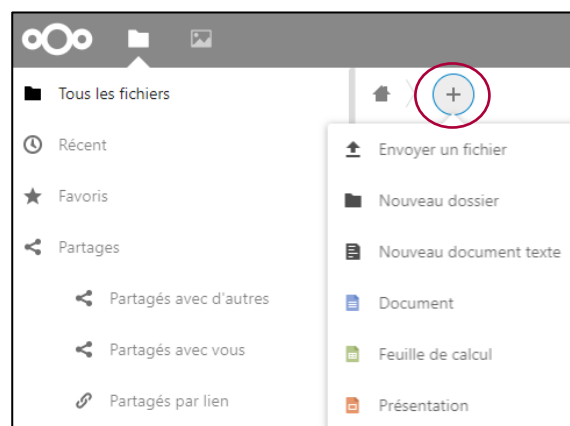 Tous les fichiers
Récent
Favoris
Partages
Partagés avec d'autres
Partagés avec vous
Partagés par lien
Envoyer un fichier
Nouveau dossier
Nouveau document texte
Document
Feuille de calcul
Présentation